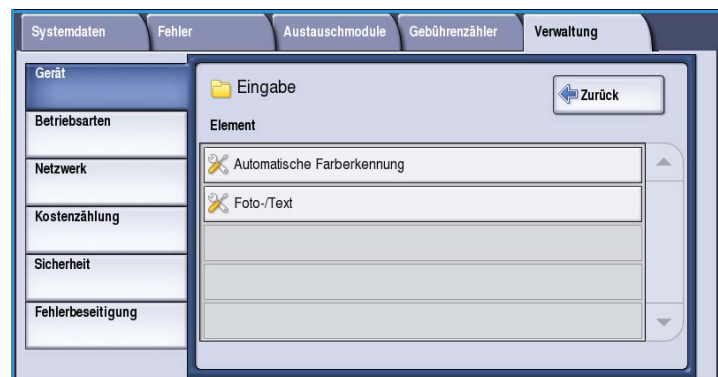 Systemdaten Fehler Austauschmodule Gebührenzähler Verwaltung
Gerät
Betriebsarten
Netzwerk
Kostenzählung
Sicherheit
Fehlerbeseitigung
Eingabe
Zurück
Element
Automatische Farberkennung
Foto-/Text